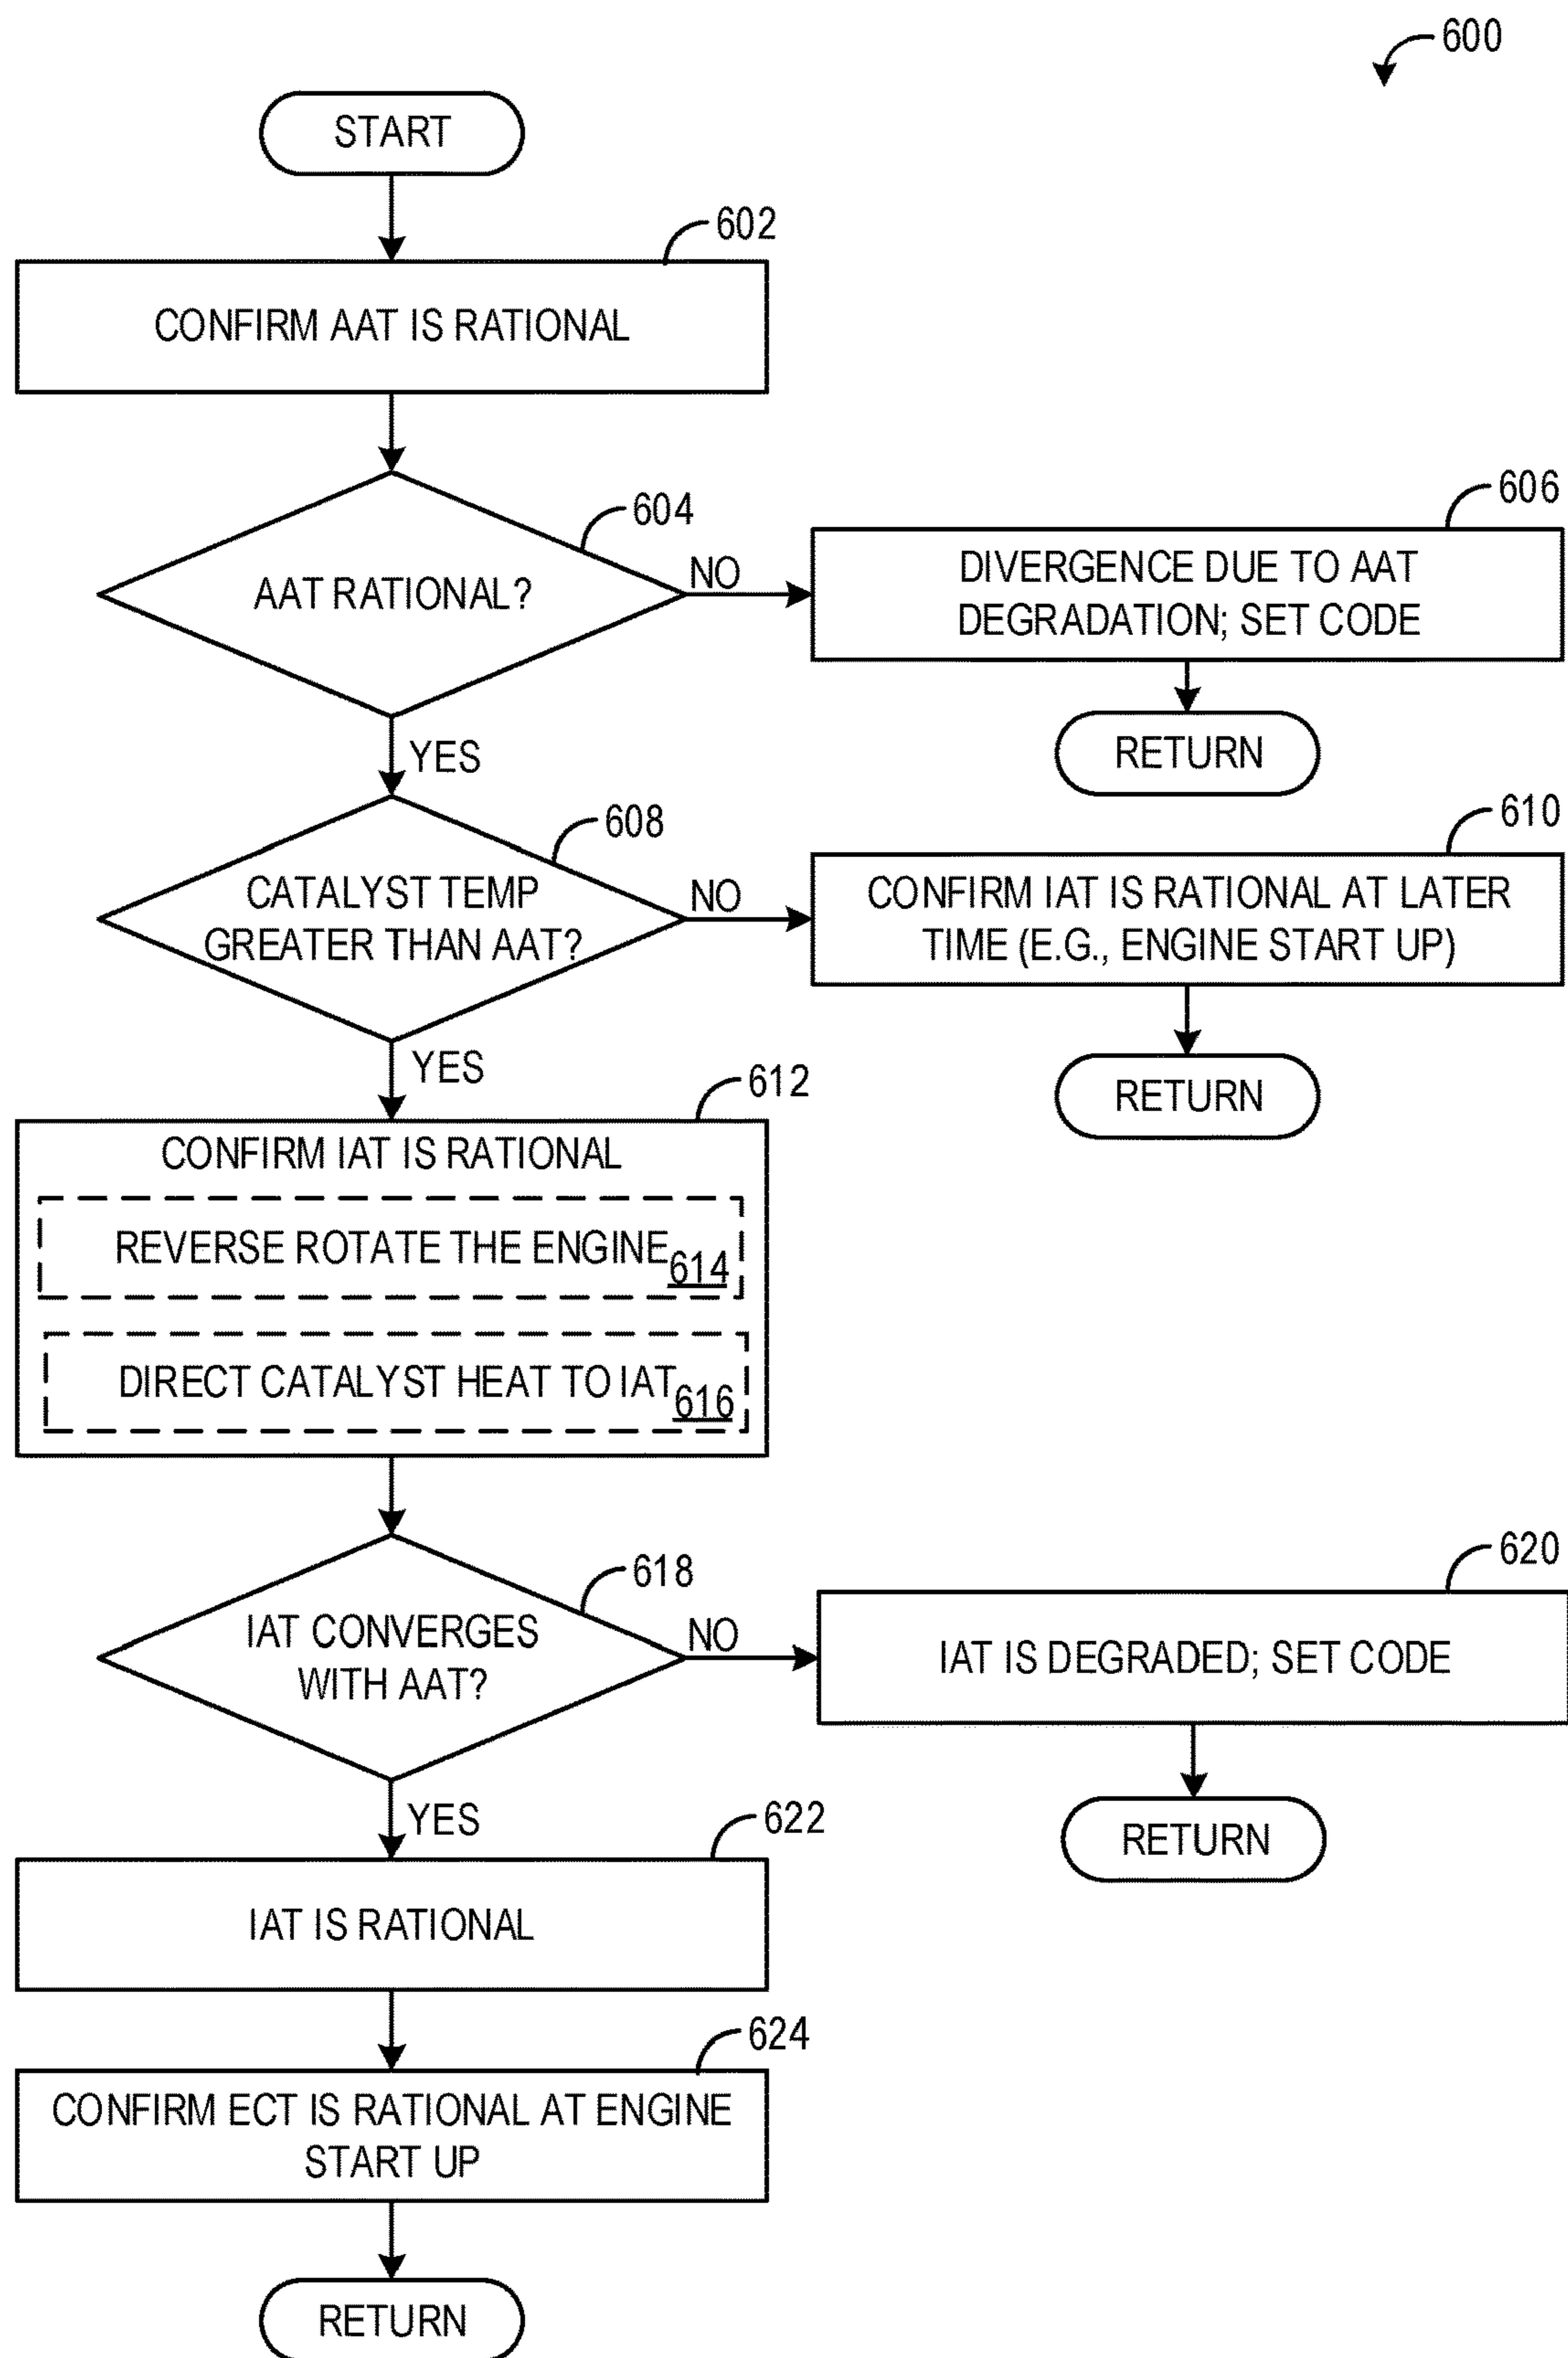 600
START
602
CONFIRM AAT IS RATIONAL
604
AAT RATIONAL?
NO
606
DIVERGENCE DUE TO AAT
DEGRADATION; SET CODE
RETURN
YES
608
CATALYST TEMP
GREATER THAN AAT?
NO
610
CONFIRM IAT IS RATIONAL AT LATER
TIME (E.G., ENGINE START UP)
RETURN
YES
612
CONFIRM IAT IS RATIONAL
REVERSE ROTATE THE ENGINE 614
DIRECT CATALYST HEAT TO IAT 616
618
IAT CONVERGES
WITH AAT?
NO
620
IAT IS DEGRADED; SET CODE
RETURN
YES
622
IAT IS RATIONAL
624
CONFIRM ECT IS RATIONAL AT ENGINE
START UP
RETURN